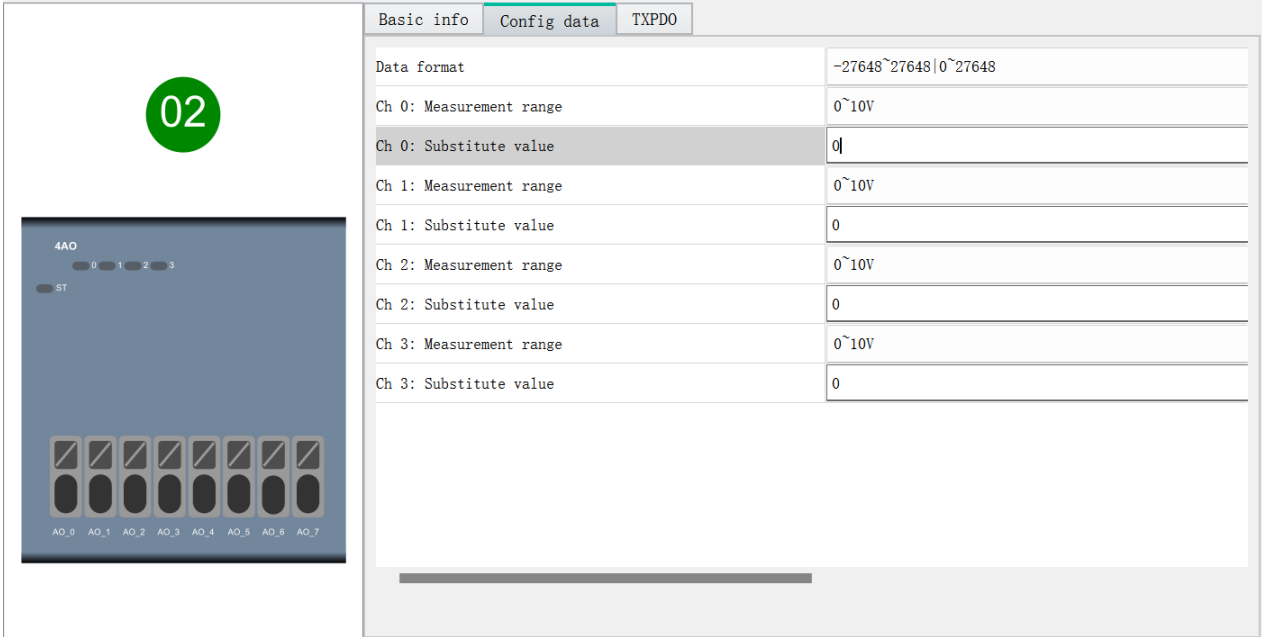 Basic info Config data TXPDO
02
4AO
0 1 2 3
ST
AO_0 AO_1 AO_2 AO_3 AO_4 AO_5 AO_6 AO_7
Data format -27648~27648|0~27648
Ch 0: Measurement range 0~10V
Ch 0: Substitute value 0
Ch 1: Measurement range 0~10V
Ch 1: Substitute value 0
Ch 2: Measurement range 0~10V
Ch 2: Substitute value 0
Ch 3: Measurement range 0~10V
Ch 3: Substitute value 0